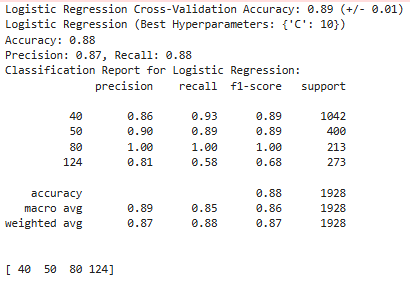 Logistic Regression Cross-Validation Accuracy: 0.89 (+/- 0.01)
Logistic Regression (Best Hyperparameters: {'C': 10})
Accuracy: 0.88
Precision: 0.87, Recall: 0.88
Classification Report for Logistic Regression:
precision recall f1-score support
40 0.86 0.93 0.89 1042
50 0.90 0.89 0.89 400
80 1.00 1.00 1.00 213
124 0.81 0.58 0.68 273
accuracy 0.88 1928
macro avg 0.89 0.85 0.86 1928
weighted avg 0.87 0.88 0.87 1928
[ 40 50 80 124]